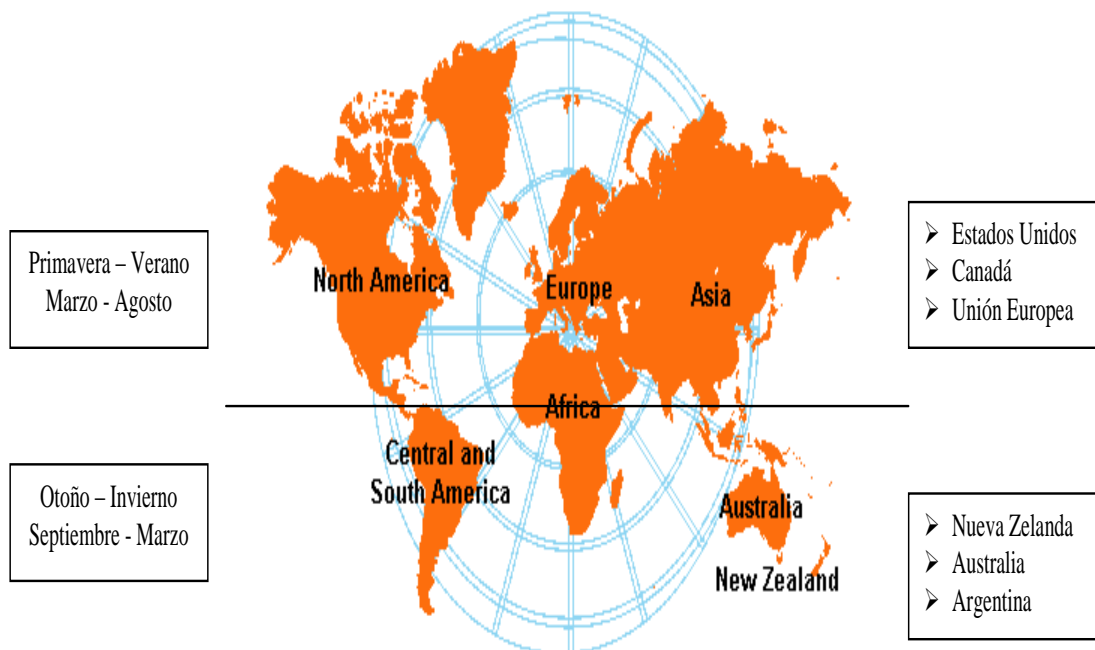 Primavera – Verano
Marzo - Agosto
North America
Europe
Asia
➢ Estados Unidos
➢ Canadá
➢ Unión Europea
Africa
Otoño – Invierno
Septiembre - Marzo
Central and
South America
Australia
New Zealand
➢ Nueva Zelanda
➢ Australia
➢ Argentina